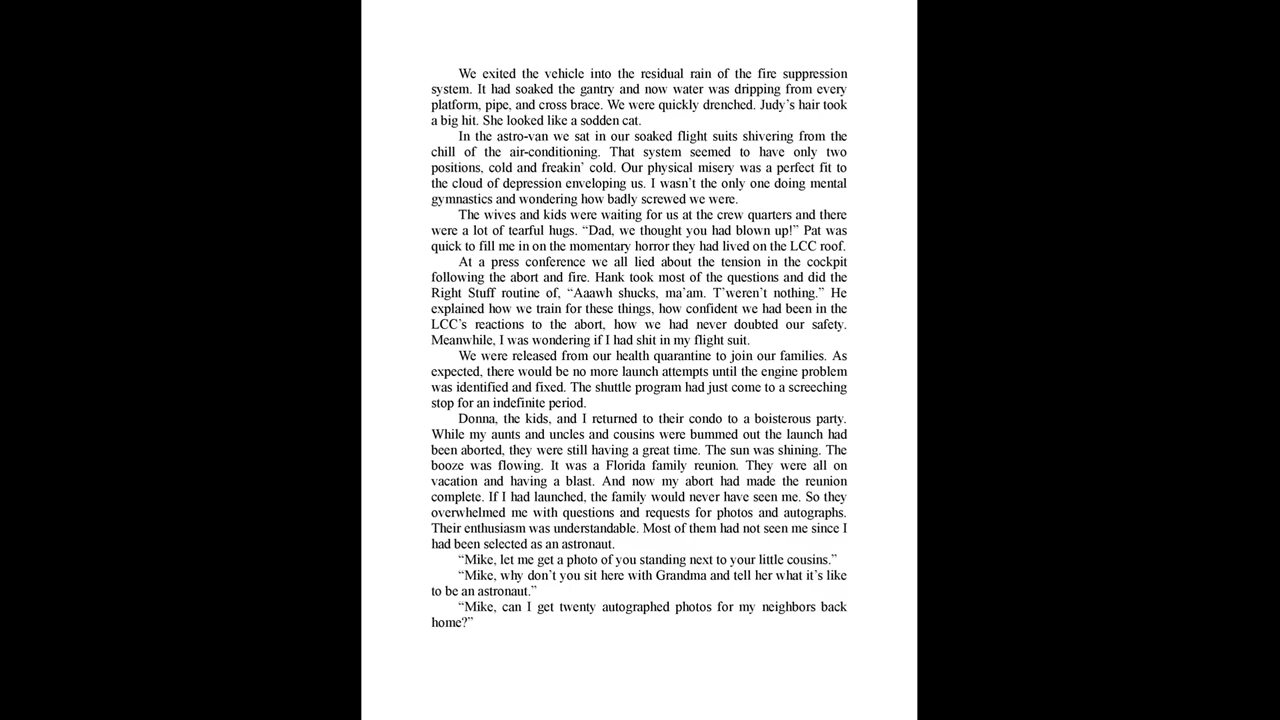 We exited the vehicle into the residual rain of the fire suppression
system. It had soaked the gantry and now water was dripping from every
platform, pipe, and cross brace. We were quickly drenched. Judy’s hair took
a big hit. She looked like a sodden cat.
In the astro-van we sat in our soaked flight suits shivering from the
chill of the air-conditioning. That system seemed to have only two
positions, cold and freakin’ cold. Our physical misery was a perfect fit to
the cloud of depression enveloping us. I wasn’t the only one doing mental
gymnastics and wondering how badly screwed we were.
The wives and kids were waiting for us at the crew quarters and there
were a lot of tearful hugs. “Dad, we thought you had blown up!” Pat was
quick to fill me in on the momentary horror they had lived on the LCC roof.
At a press conference we all lied about the tension in the cockpit
following the abort and fire. Hank took most of the questions and did the
Right Stuff routine of, “Aaawh shucks, ma’am. T’weren’t nothing.” He
explained how we train for these things, how confident we had been in the
LCC’s reactions to the abort, how we had never doubted our safety.
Meanwhile, I was wondering if I had shit in my flight suit.
We were released from our health quarantine to join our families. As
expected, there would be no more launch attempts until the engine problem
was identified and fixed. The shuttle program had just come to a screeching
stop for an indefinite period.
Donna, the kids, and I returned to their condo to a boisterous party.
While my aunts and uncles and cousins were bummed out the launch had
been aborted, they were still having a great time. The sun was shining. The
booze was flowing. It was a Florida family reunion. They were all on
vacation and having a blast. And now my abort had made the reunion
complete. If I had launched, the family would never have seen me. So they
overwhelmed me with questions and requests for photos and autographs.
Their enthusiasm was understandable. Most of them had not seen me since I
had been selected as an astronaut.
“Mike, let me get a photo of you standing next to your little cousins.”
“Mike, why don’t you sit here with Grandma and tell her what it’s like
to be an astronaut.”
“Mike, can I get twenty autographed photos for my neighbors back
home?”